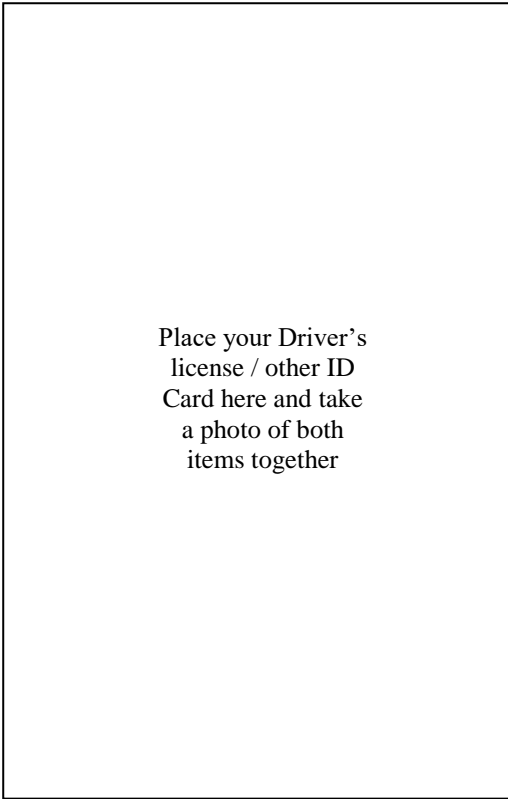 Place your Driver’s
license / other ID
Card here and take
a photo of both
items together